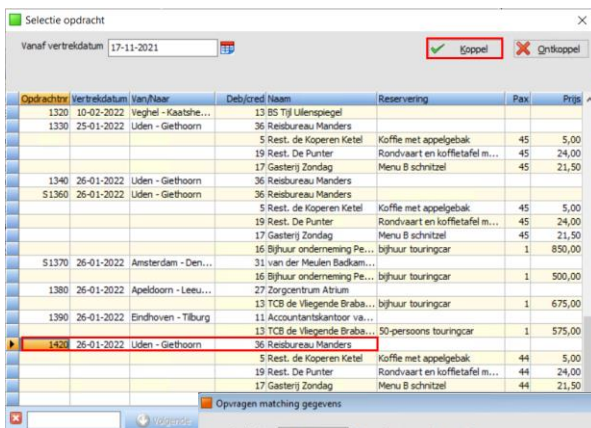 Selectie opdracht
Vanaf vertrekdatum 17-11-2021 Koppel Ontkoppel
Opdrachtnr Vertrekdatum Van/Naar Deb/cred Naam Reservering Pax Prijs
1320 10-02-2022 Veghel - Kaatshe... 13 BS Tijl Uilenspiegel
1330 25-01-2022 Uden - Giethoorn 36 Reisbureau Manders
5 Rest. de Koperen Ketel Koffie met appelgebak 45 5,00
19 Rest. De Punter Rondvaart en koffietafel m... 45 24,00
17 Gasterij Zondag Menu B schnitzel 45 21,50
1340 26-01-2022 Uden - Giethoorn 36 Reisbureau Manders
S1360 26-01-2022 Uden - Giethoorn 36 Reisbureau Manders
5 Rest. de Koperen Ketel Koffie met appelgebak 45 5,00
19 Rest. De Punter Rondvaart en koffietafel m... 45 24,00
17 Gasterij Zondag Menu B schnitzel 45 21,50
16 Bijhuur onderneming Pe... bijhuur touringcar 1 850,00
S1370 26-01-2022 Amsterdam - Den... 31 van der Meulen Badkam...
16 Bijhuur onderneming Pe... bijhuur touringcar 1 500,00
1380 26-01-2022 Apeldoorn - Leeu... 27 Zorgcentrum Atrium
13 TCB de Vliegende Braba... bijhuur touringcar 1 675,00
1390 26-01-2022 Eindhoven - Tilburg 11 Accountantskantoor va...
13 TCB de Vliegende Braba... 50-persoons touringcar 1 575,00
1420 26-01-2022 Uden - Giethoorn 36 Reisbureau Manders
5 Rest. de Koperen Ketel Koffie met appelgebak 44 5,00
19 Rest. De Punter Rondvaart en koffietafel m... 44 24,00
17 Gasterij Zondag Menu B schnitzel 44 21,50
Volgende Opvragen matching gegevens